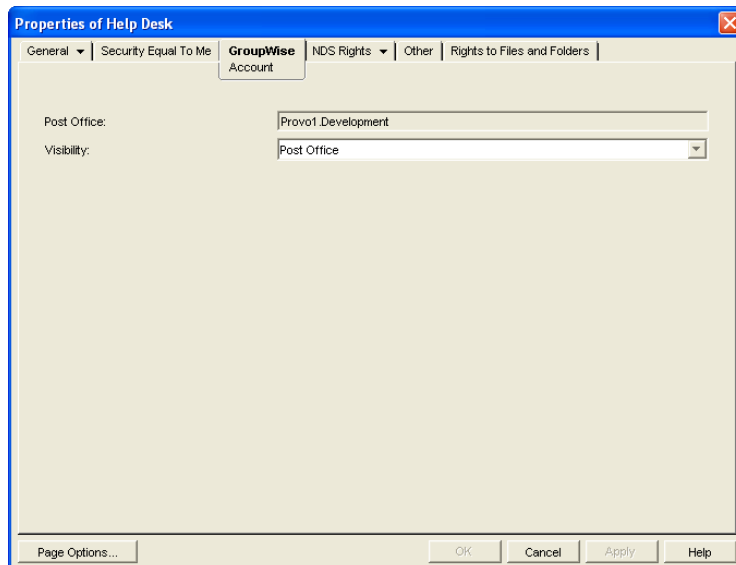 Properties of Help Desk
General Security Equal To Me GroupWise NDS Rights Other Rights to Files and Folders
Account
Post Office: Provo1.Development
Visibility: Post Office
Page Options... OK Cancel Apply Help